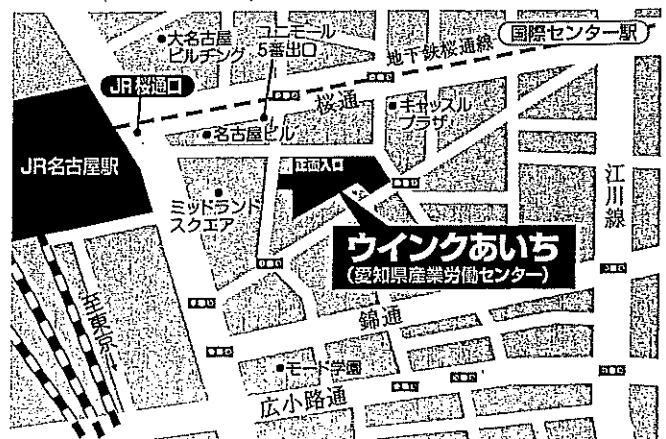 国際センター駅
大名古屋
ビルヂング
ユニモール
5番出口
地下鉄桜通線
JR桜通口
桜通
キャッスル
プラザ
名古屋ビル
JR名古屋駅
正面入口
ミッドランド
スクエア
江川線
ウインクあいち
(愛知県産業労働センター)
至東京
錦通
モード学園
広小路通